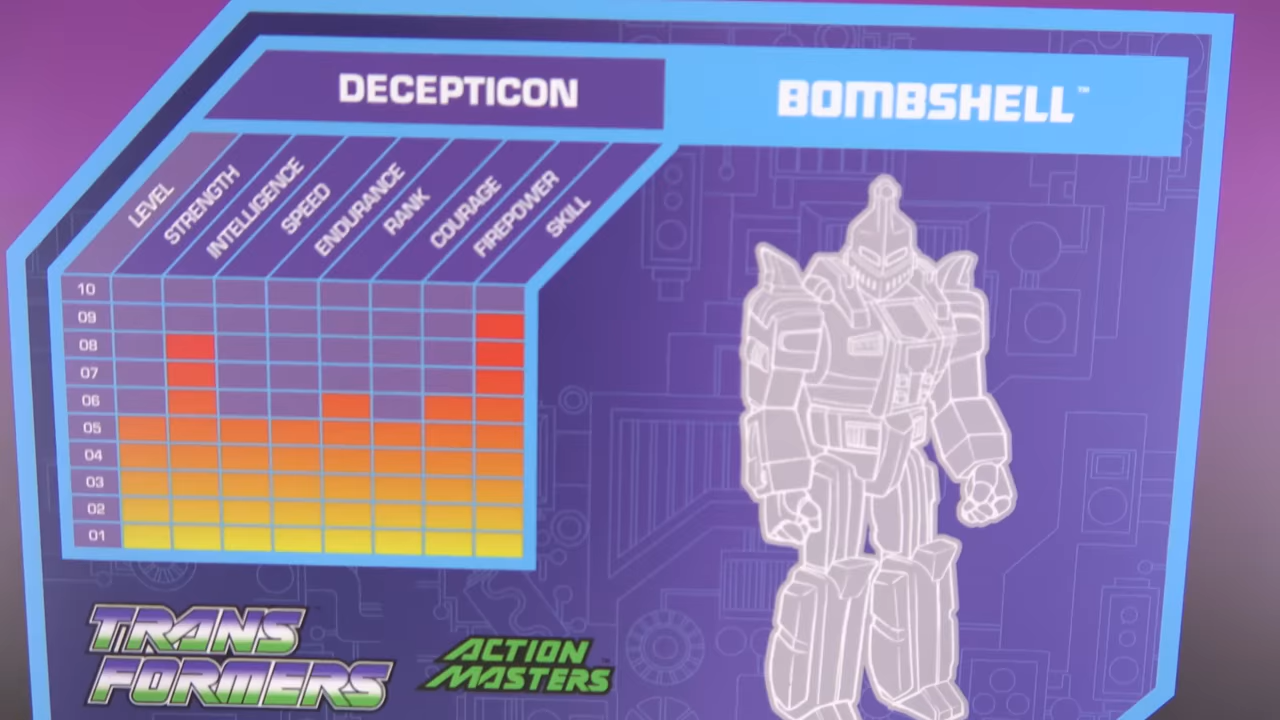 DECEPTICON
BOMBSHELL™
LEVEL
STRENGTH
INTELLIGENCE
SPEED
ENDURANCE
RANK
COURAGE
FIREPOWER
SKILL
10
09
08
07
06
05
04
03
02
01
TRANS
FORMERS
ACTION
MASTERS™